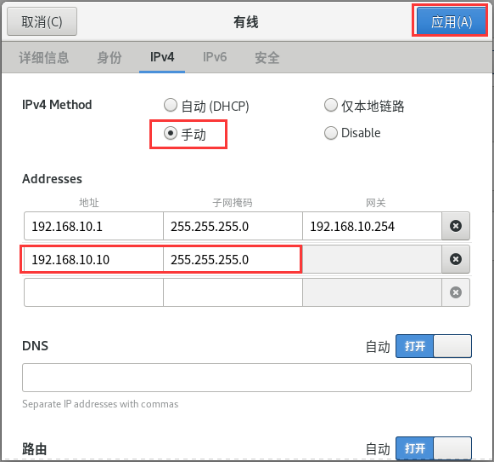 取消(C) 有线 应用(A)
详细信息 身份 IPv4 IPv6 安全
IPv4 Method 自动 (DHCP) 仅本地链路
手动 Disable
Addresses
地址 子网掩码 网关
192.168.10.1 255.255.255.0 192.168.10.254
192.168.10.10 255.255.255.0
DNS 自动 打开
Separate IP addresses with commas
路由 自动 打开